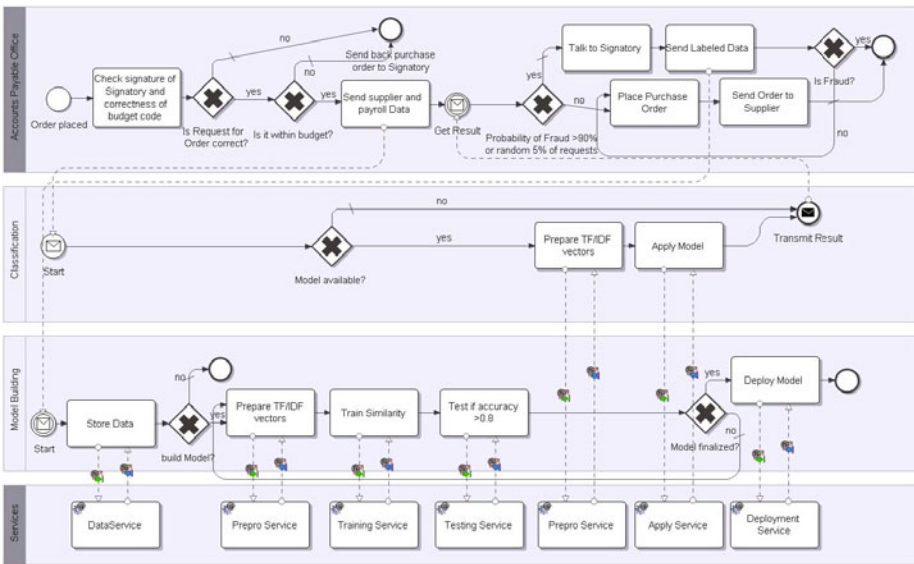 Accounts Payable Office
Order placed
Check signature of
Signatory and
correctness of
budget code
Is Request for
Order correct?
no
yes
Is it within budget?
no
Send back purchase
order to Signatory
yes
Send supplier and
payroll Data
Get Result
Probability of Fraud >90%
or random 5% of requests
yes
no
Talk to Signatory
Send Labeled Data
Place Purchase
Order
Send Order to
Supplier
Is Fraud?
yes
no
Classification
Start
Model available?
no
yes
Prepare TF/IDF
vectors
Apply Model
Transmit Result
Model Building
Start
Store Data
build Model?
no
yes
Prepare TF/IDF
vectors
Train Similarity
Test if accuracy
>0.8
Model finalized?
yes
no
Deploy Model
Services
DataService
Prepro Service
Training Service
Testing Service
Prepro Service
Apply Service
Deployment
Service